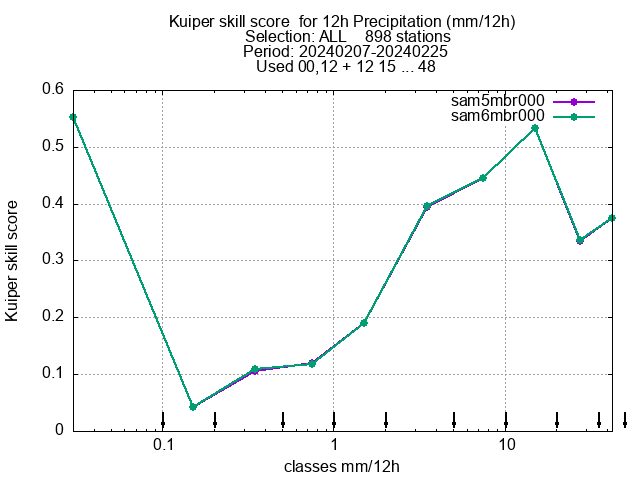 Kuiper skill score  for 12h Precipitation (mm/12h)
Selection: ALL    898 stations
Period: 20240207-20240225
Used 00,12 + 12 15 ... 48
sam5mbr000
sam6mbr000
0.6
0.5
0.4
0.3
0.2
0.1
0
Kuiper skill score
0.1 1 10
classes mm/12h